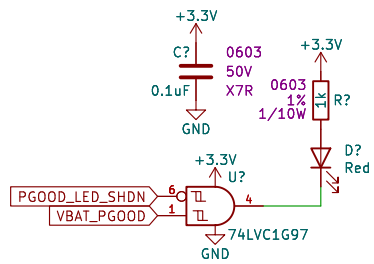 +3.3V
C?
0603
50V
X7R
0.1uF
GND
+3.3V
0603
1%
1/10W
1k
R?
D?
Red
+3.3V
U?
PGOOD_LED_SHDN
6
VBAT_PGOOD
1
4
74LVC1G97
GND